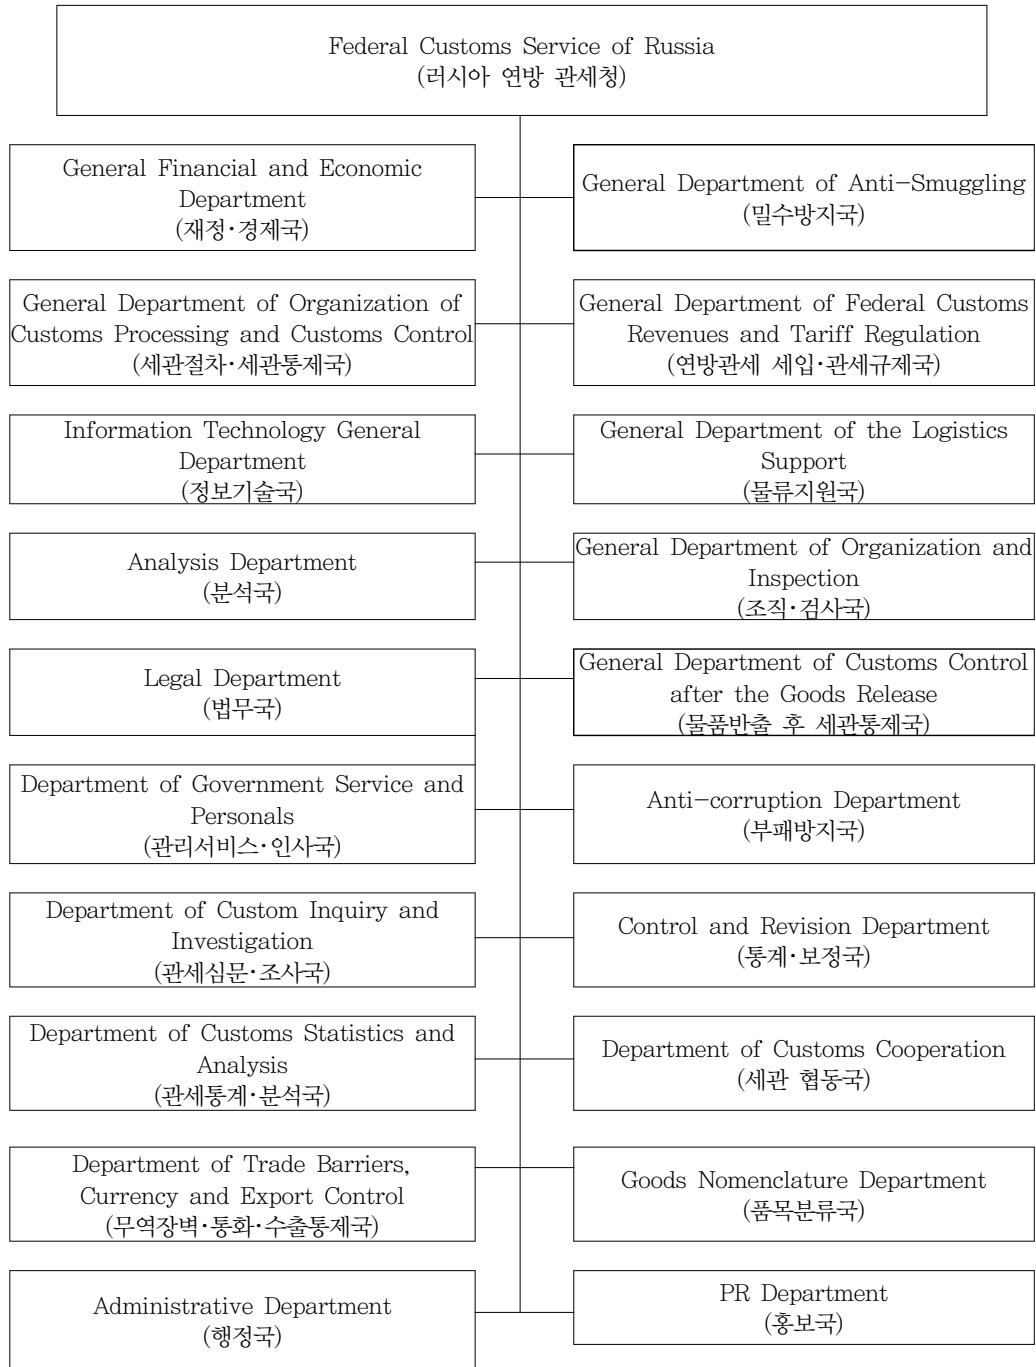 Federal Customs Service of Russia
(러시아 연방 관세청)
General Financial and Economic
Department
(재정·경제국)
General Department of Anti-Smuggling
(밀수방지국)
General Department of Organization of
Customs Processing and Customs Control
(세관절차·세관통제국)
General Department of Federal Customs
Revenues and Tariff Regulation
(연방관세 세입·관세규제국)
Information Technology General
Department
(정보기술국)
General Department of the Logistics
Support
(물류지원국)
Analysis Department
(분석국)
General Department of Organization and
Inspection
(조직·검사국)
Legal Department
(법무국)
General Department of Customs Control
after the Goods Release
(물품반출 후 세관통제국)
Department of Government Service and
Personals
(관리서비스·인사국)
Anti-corruption Department
(부패방지국)
Department of Custom Inquiry and
Investigation
(관세심문·조사국)
Control and Revision Department
(통계·보정국)
Department of Customs Statistics and
Analysis
(관세통계·분석국)
Department of Customs Cooperation
(세관 협동국)
Department of Trade Barriers,
Currency and Export Control
(무역장벽·통화·수출통제국)
Goods Nomenclature Department
(품목분류국)
Administrative Department
(행정국)
PR Department
(홍보국)